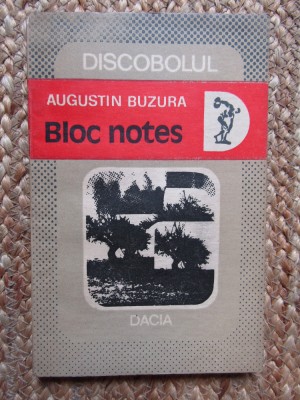 DISCOBOLUL
AUGUSTIN BUZURA
Bloc notes
DACIA